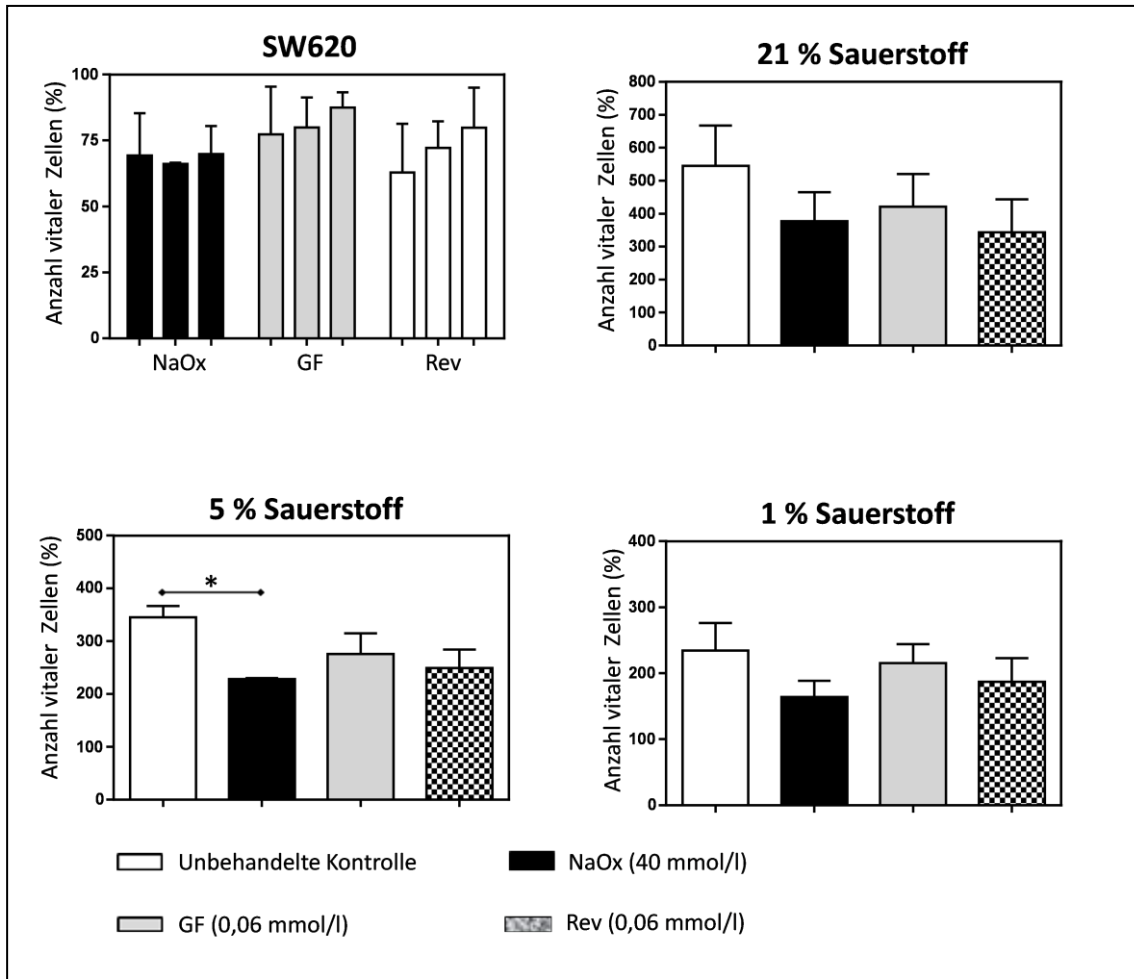 SW620
Anzahl vitaler Zellen (%)
100
75
50
25
0
NaOx GF Rev
21 % Sauerstoff
Anzahl vitaler Zellen (%)
800
700
600
500
400
300
200
100
0
5 % Sauerstoff
Anzahl vitaler Zellen (%)
500
400
300
200
100
0
*
1 % Sauerstoff
Anzahl vitaler Zellen (%)
400
300
200
100
0
Unbehandelte Kontrolle
NaOx (40 mmol/l)
GF (0,06 mmol/l)
Rev (0,06 mmol/l)